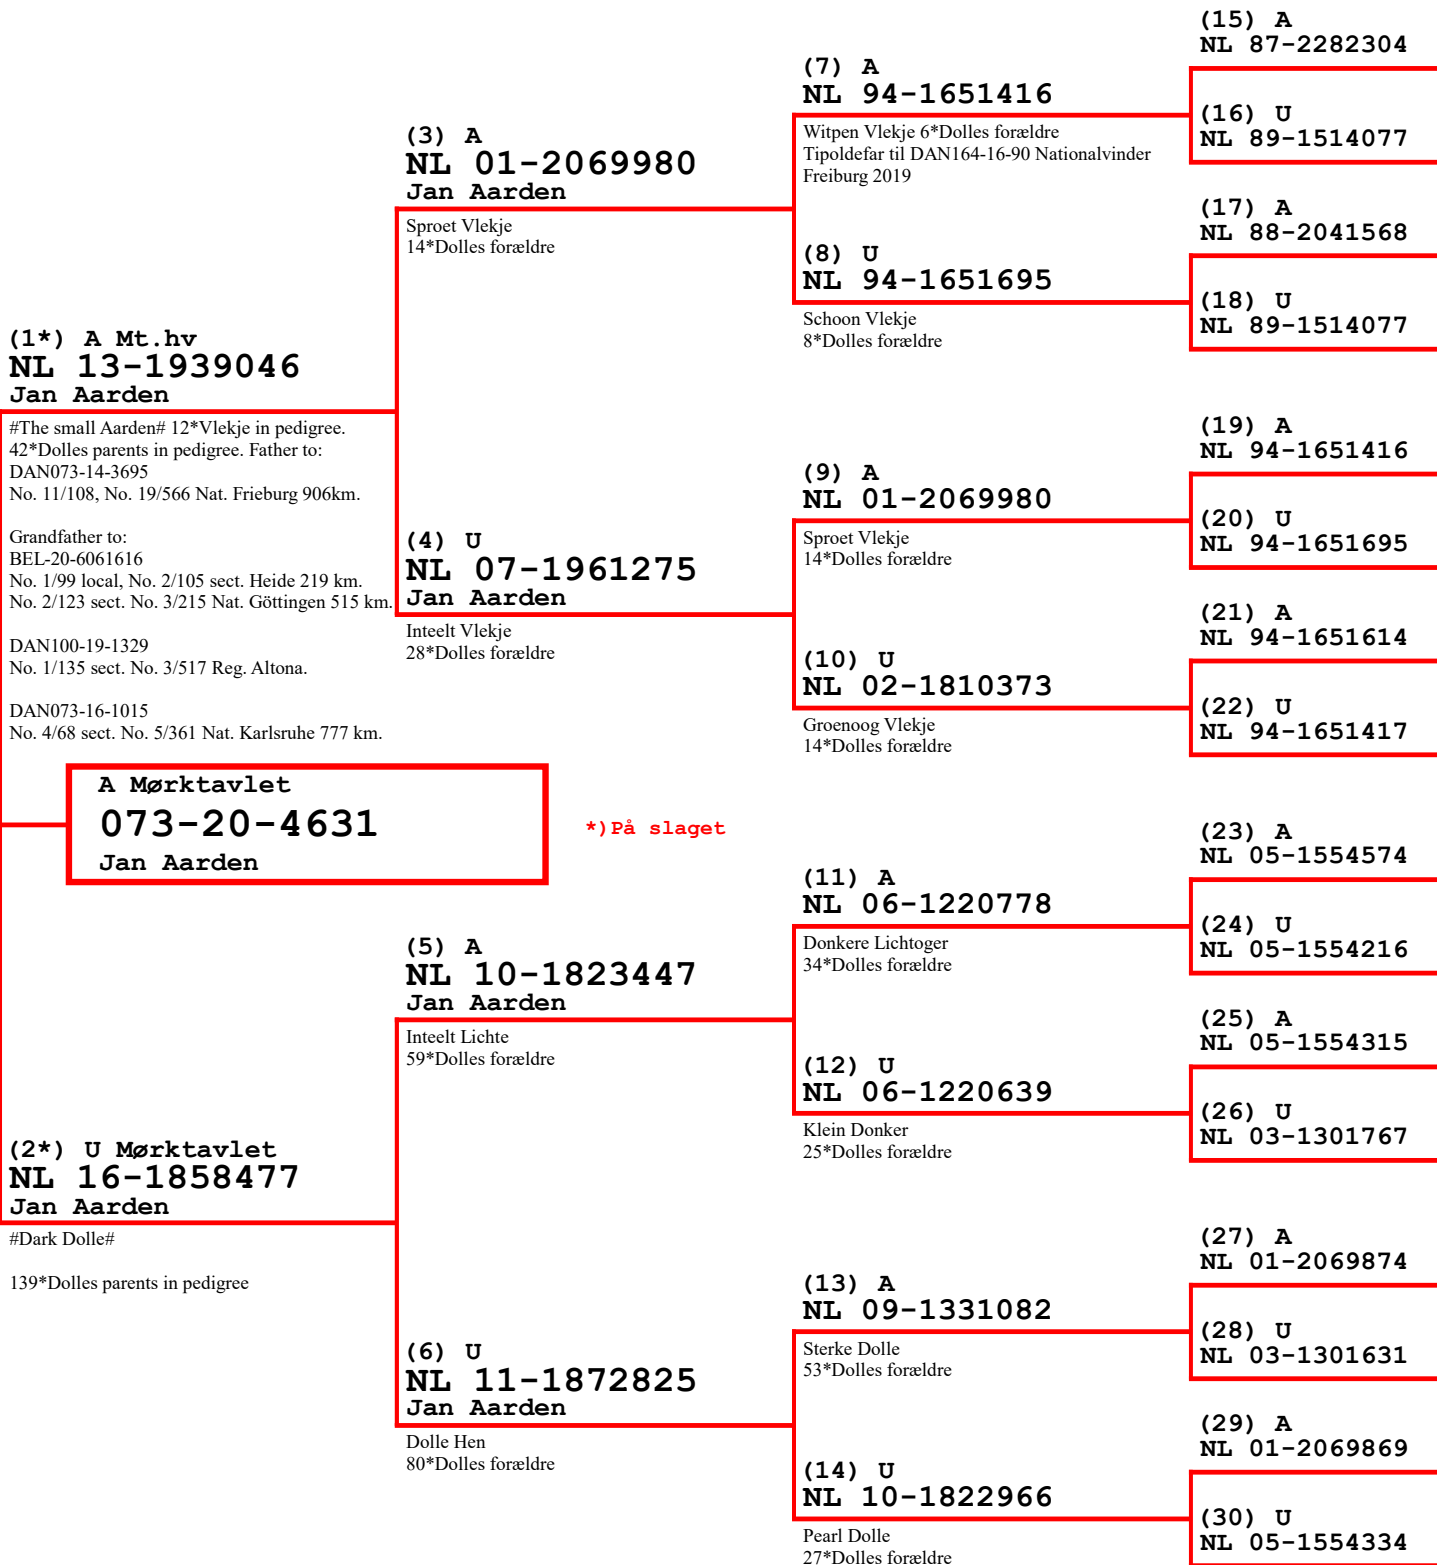 (1*) A Mt.hv
NL 13-1939046
Jan Aarden
#The small Aarden# 12*Vlekje in pedigree.
42*Dolles parents in pedigree. Father to:
DAN073-14-3695
No. 11/108, No. 19/566 Nat. Frieburg 906km.
Grandfather to:
BEL-20-6061616
No. 1/99 local, No. 2/105 sect. Heide 219 km.
No. 2/123 sect. No. 3/215 Nat. Göttingen 515 km.
DAN100-19-1329
No. 1/135 sect. No. 3/517 Reg. Altona.
DAN073-16-1015
No. 4/68 sect. No. 5/361 Nat. Karlsruhe 777 km.
A Mørktavlet
073-20-4631
Jan Aarden
*)På slaget
(2*) U Mørktavlet
NL 16-1858477
Jan Aarden
#Dark Dolle#
139*Dolles parents in pedigree
(3) A
NL 01-2069980
Jan Aarden
Sproet Vlekje
14*Dolles forældre
(4) U
NL 07-1961275
Jan Aarden
Inteelt Vlekje
28*Dolles forældre
(5) A
NL 10-1823447
Jan Aarden
Inteelt Lichte
59*Dolles forældre
(6) U
NL 11-1872825
Jan Aarden
Dolle Hen
80*Dolles forældre
(7) A
NL 94-1651416
Witpen Vlekje 6*Dolles forældre
Tipoldefar til DAN164-16-90 Nationalvinder
Freiburg 2019
(8) U
NL 94-1651695
Schoon Vlekje
8*Dolles forældre
(9) A
NL 01-2069980
Sproet Vlekje
14*Dolles forældre
(10) U
NL 02-1810373
Groenoog Vlekje
14*Dolles forældre
(11) A
NL 06-1220778
Donkere Lichtoger
34*Dolles forældre
(12) U
NL 06-1220639
Klein Donker
25*Dolles forældre
(13) A
NL 09-1331082
Sterke Dolle
53*Dolles forældre
(14) U
NL 10-1822966
Pearl Dolle
27*Dolles forældre
(15) A
NL 87-2282304
(16) U
NL 89-1514077
(17) A
NL 88-2041568
(18) U
NL 89-1514077
(19) A
NL 94-1651416
(20) U
NL 94-1651695
(21) A
NL 94-1651614
(22) U
NL 94-1651417
(23) A
NL 05-1554574
(24) U
NL 05-1554216
(25) A
NL 05-1554315
(26) U
NL 03-1301767
(27) A
NL 01-2069874
(28) U
NL 03-1301631
(29) A
NL 01-2069869
(30) U
NL 05-1554334